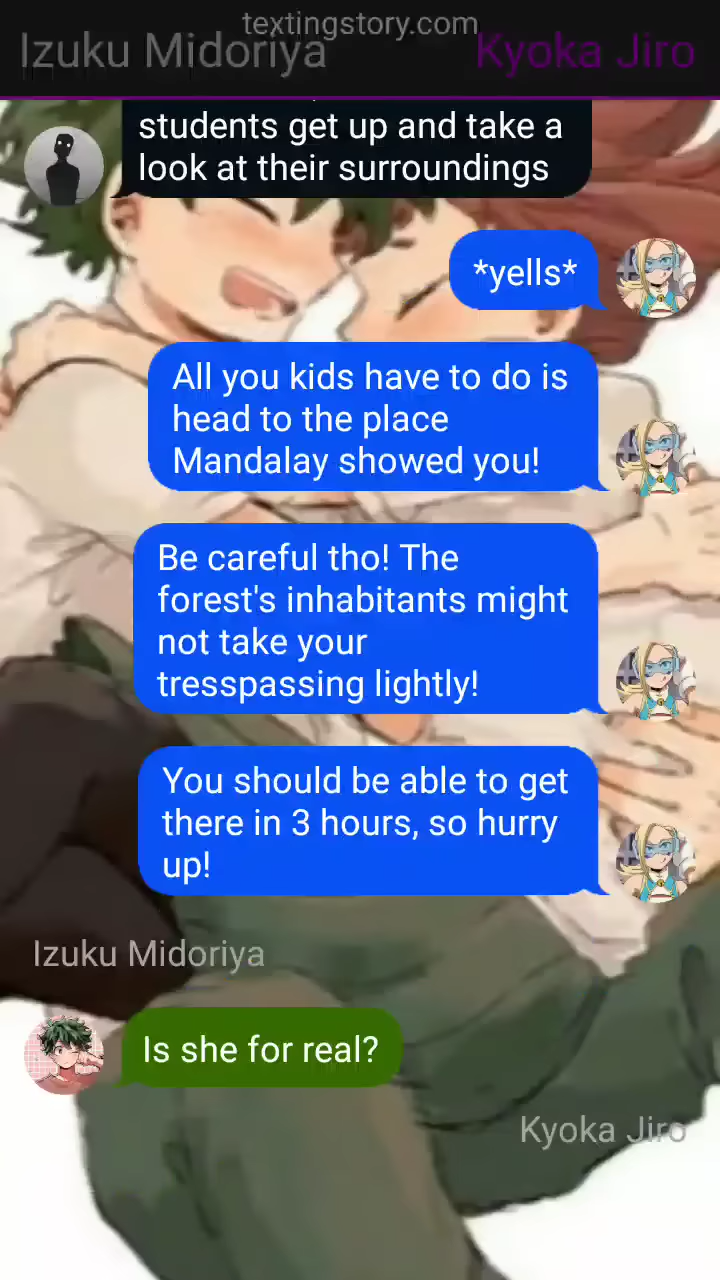 textingstory.com
Izuku Midoriya
Kyoka Jiro
students get up and take a
look at their surroundings
*yells*
All you kids have to do is
head to the place
Mandalay showed you!
Be careful tho! The
forest's inhabitants might
not take your
tresspassing lightly!
You should be able to get
there in 3 hours, so hurry
up!
Izuku Midoriya
Is she for real?
Kyoka Jiro